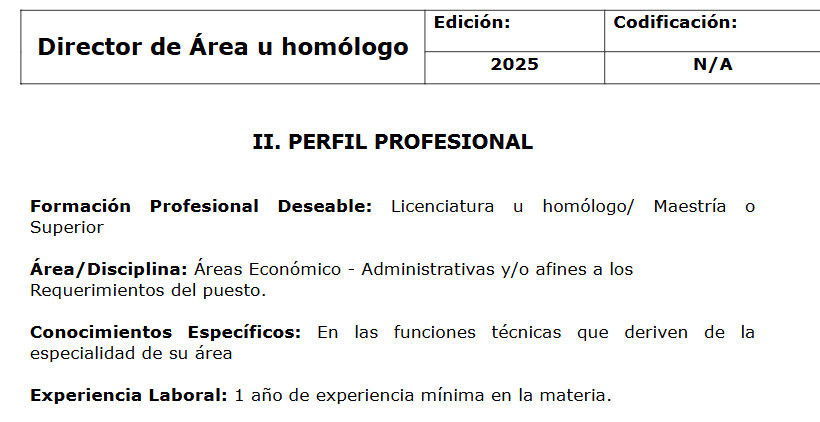 Director de Área u homólogo
Edición:
Codificación:
2025
N/A
II. PERFIL PROFESIONAL
Formación Profesional Deseable: Licenciatura u homólogo/ Maestría o
Superior
Área/Disciplina: Áreas Económico - Administrativas y/o afines a los
Requerimientos del puesto.
Conocimientos Específicos: En las funciones técnicas que deriven de la
especialidad de su área
Experiencia Laboral: 1 año de experiencia mínima en la materia.